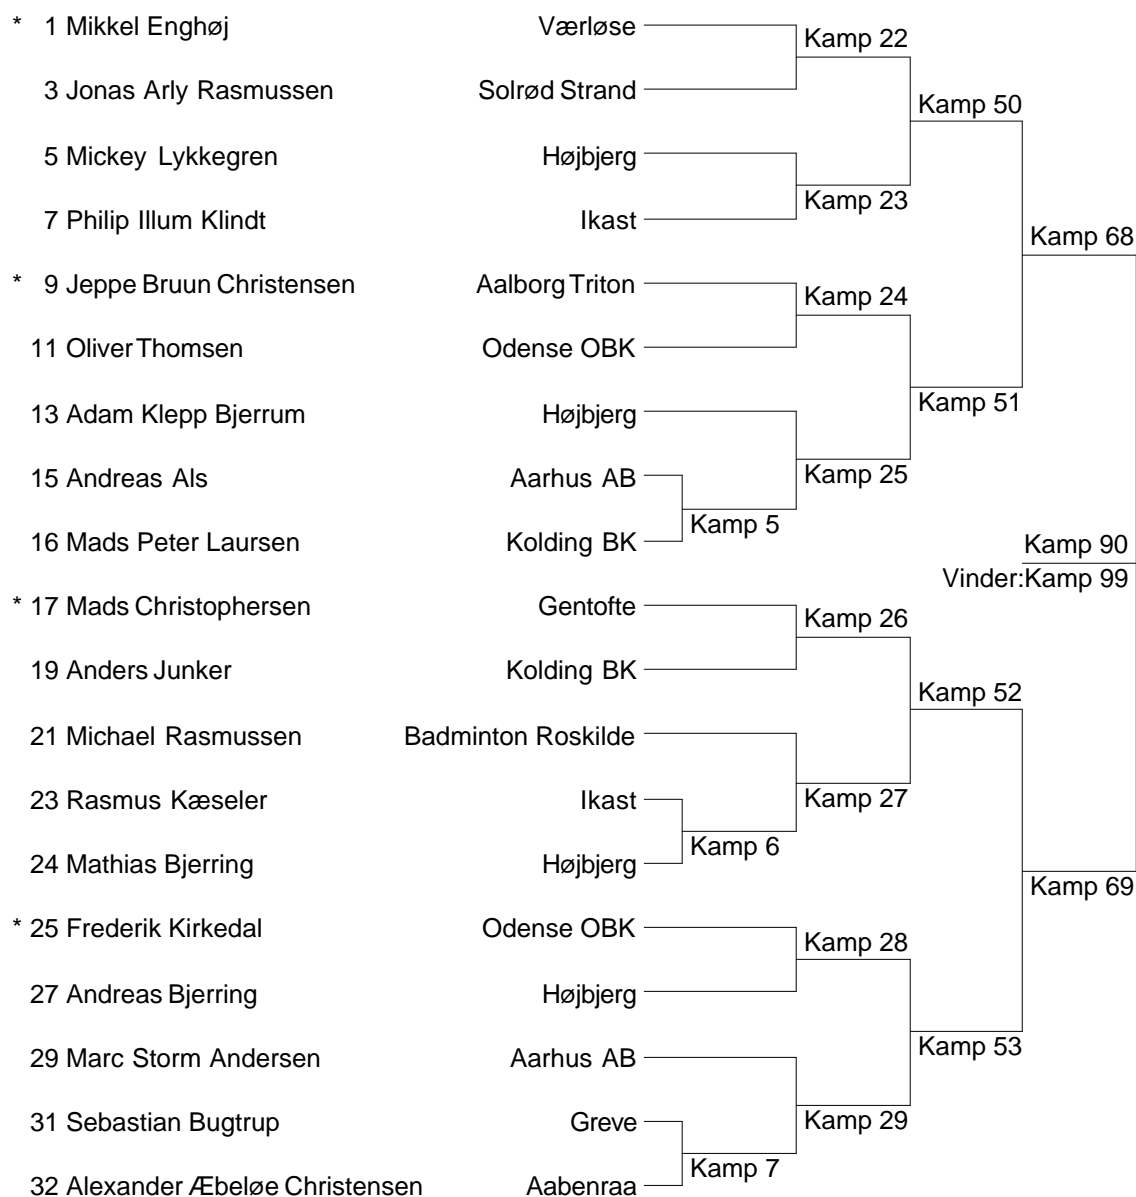 * 1 Mikkel Enghøj Værløse
Kamp 22
3 Jonas Arly Rasmussen Solrød Strand
Kamp 50
5 Mickey Lykkegren Højbjerg
Kamp 23
7 Philip Illum Klindt Ikast
Kamp 68
* 9 Jeppe Bruun Christensen Aalborg Triton
Kamp 24
11 Oliver Thomsen Odense OBK
Kamp 51
13 Adam Klepp Bjerrum Højbjerg
Kamp 25
15 Andreas Als Aarhus AB
Kamp 5
16 Mads Peter Laursen Kolding BK
Kamp 90
Vinder:Kamp 99
* 17 Mads Christophersen Gentofte
Kamp 26
19 Anders Junker Kolding BK
Kamp 52
21 Michael Rasmussen Badminton Roskilde
23 Rasmus Kæseler Ikast
Kamp 27
Kamp 6
24 Mathias Bjerring Højbjerg
Kamp 69
* 25 Frederik Kirkedal Odense OBK
Kamp 28
27 Andreas Bjerring Højbjerg
Kamp 53
29 Marc Storm Andersen Aarhus AB
31 Sebastian Bugtrup Greve
Kamp 29
Kamp 7
32 Alexander Æbeløe Christensen Aabenraa